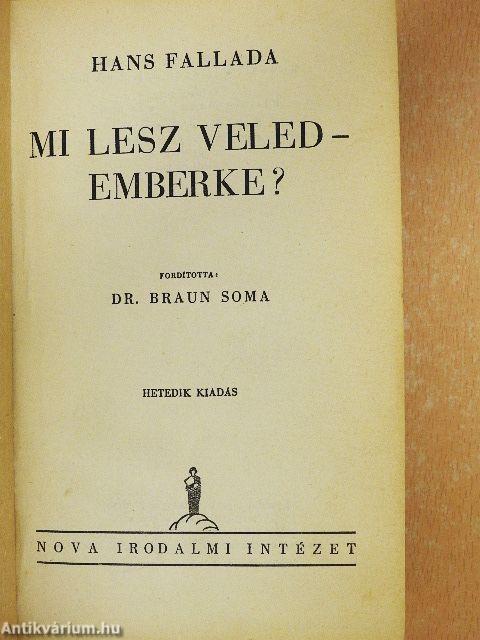 HANS FALLADA
MI LESZ VELED –
EMBERKE?
FORDÍTOTTA:
DR. BRAUN SOMA
HETEDIK KIADÁS
NOVA IRODALMI INTÉZET
Antikvárium.hu